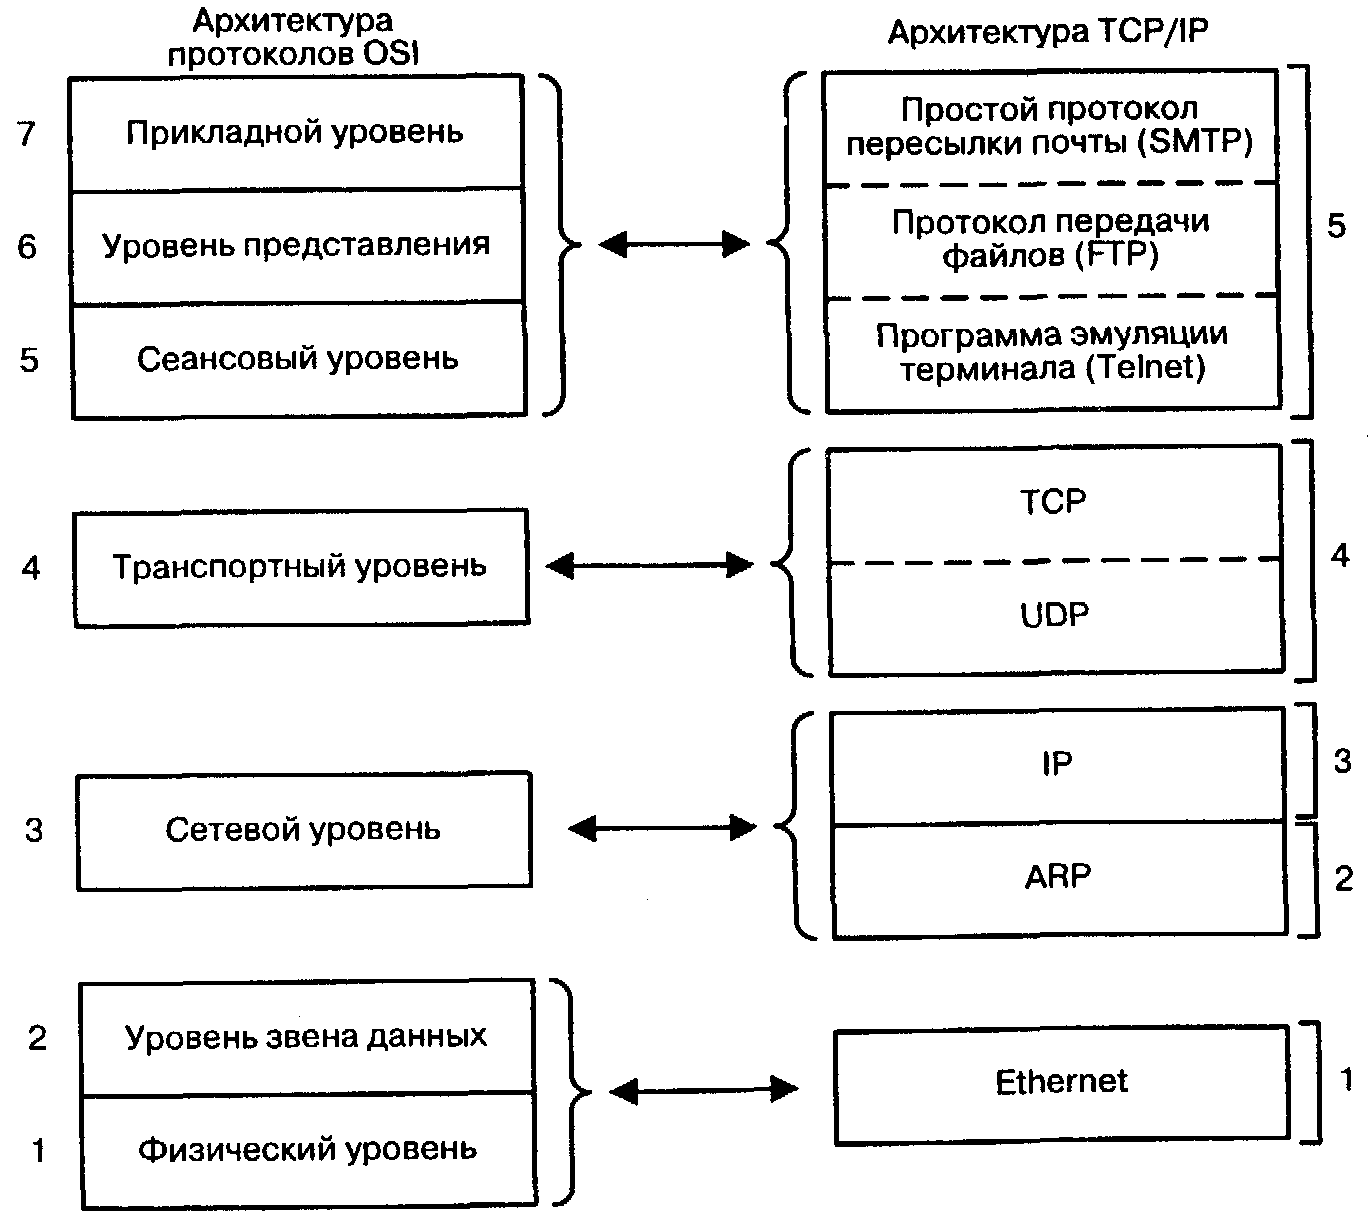 Архитектура
протоколов OSI
7
Прикладной уровень
6
Уровень представления
5
Сеансовый уровень
4
Транспортный уровень
3
Сетевой уровень
2
Уровень звена данных
1
Физический уровень
Архитектура TCP/IP
Простой протокол
пересылки почты (SMTP)
Протокол передачи
файлов (FTP)
Программа эмуляции
терминала (Telnet)
5
TCP
UDP
4
IP
3
ARP
2
Ethernet
1